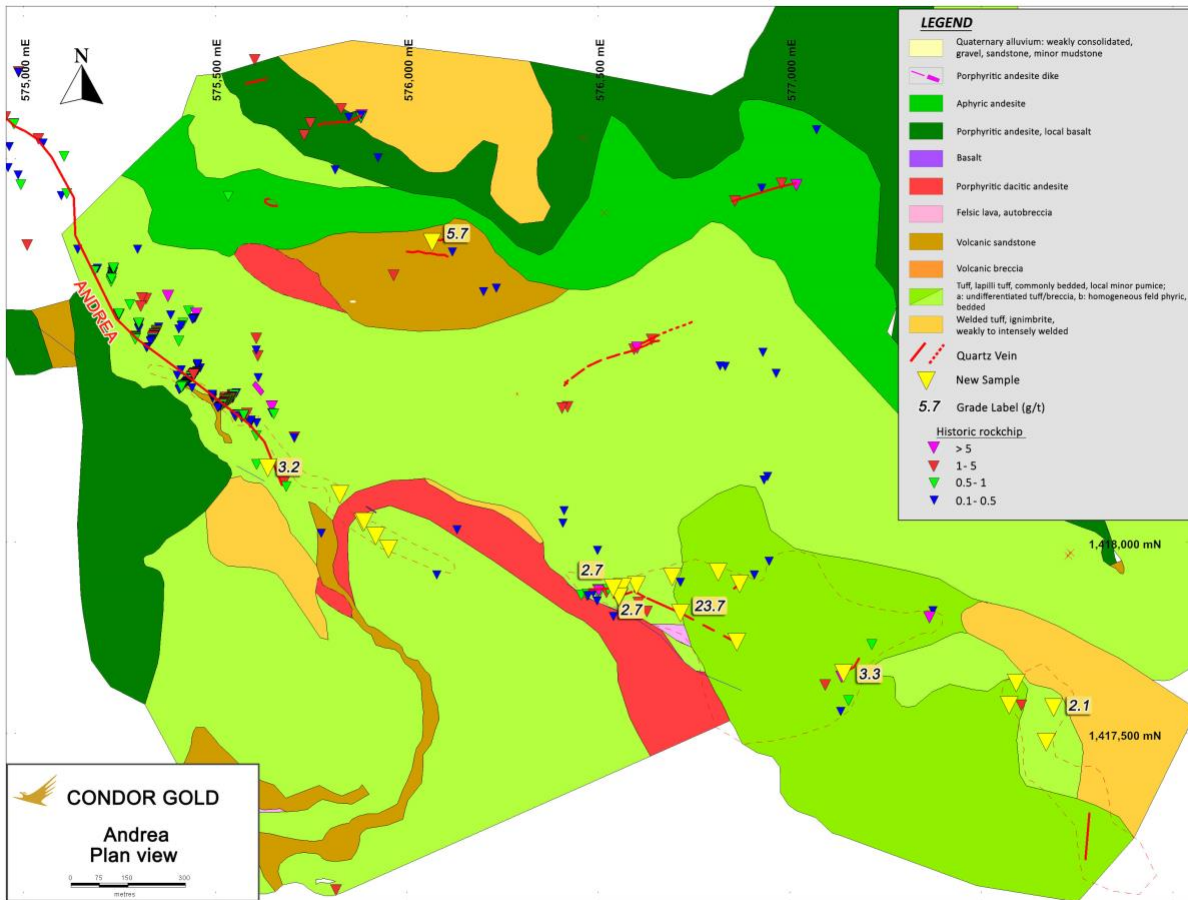 575,000 mE
575,500 mE
576,000 mE
576,500 mE
577,000 mE
N
ANDREA
5.7
3.2
2.7
2.7
23.7
3.3
2.1
1,418,000 mN
1,417,500 mN
LEGEND
Quaternary alluvium: weakly consolidated,
gravel, sandstone, minor mudstone
Porphyritic andesite dike
Aphyric andesite
Porphyritic andesite, local basalt
Basalt
Porphyritic dacitic andesite
Felsic lava, autobreccia
Volcanic sandstone
Volcanic breccia
Tuff, lapilli tuff, commonly bedded, local minor pumice;
a: undifferentiated tuff/breccia, b: homogeneous feld phyric,
bedded
Welded tuff, ignimbrite,
weakly to intensely welded
Quartz Vein
New Sample
5.7 Grade Label (g/t)
Historic rockchip
> 5
1- 5
0.5- 1
0.1- 0.5
CONDOR GOLD
Andrea
Plan view
0 75 150 300
metres